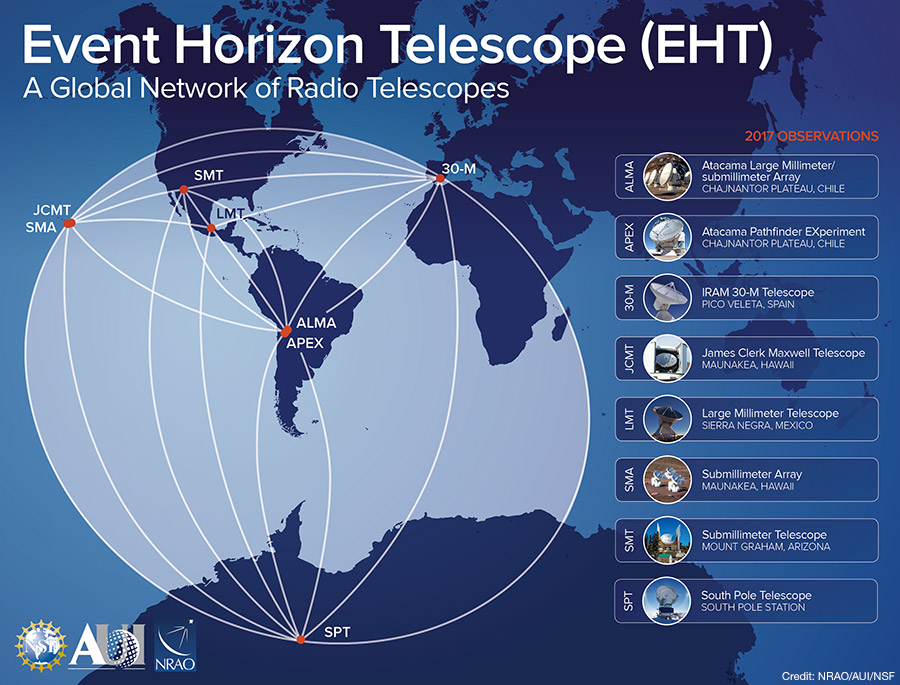 Event Horizon Telescope (EHT)
A Global Network of Radio Telescopes
2017 OBSERVATIONS
30-M
SMT
LMT
JCMT
SMA
ALMA
APEX
SPT
ALMA
Atacama Large Millimeter/
submillimeter Array
CHAJNANTOR PLATEAU, CHILE
APEX
Atacama Pathfinder EXperiment
CHAJNANTOR PLATEAU, CHILE
30-M
IRAM 30-M Telescope
PICO VELETA, SPAIN
JCMT
James Clerk Maxwell Telescope
MAUNAKEA, HAWAII
LMT
Large Millimeter Telescope
SIERRA NEGRA, MEXICO
SMA
Submillimeter Array
MAUNAKEA, HAWAII
SMT
Submillimeter Telescope
MOUNT GRAHAM, ARIZONA
SPT
South Pole Telescope
SOUTH POLE STATION
NSF
AUI
NRAO
Credit: NRAO/AUI/NSF